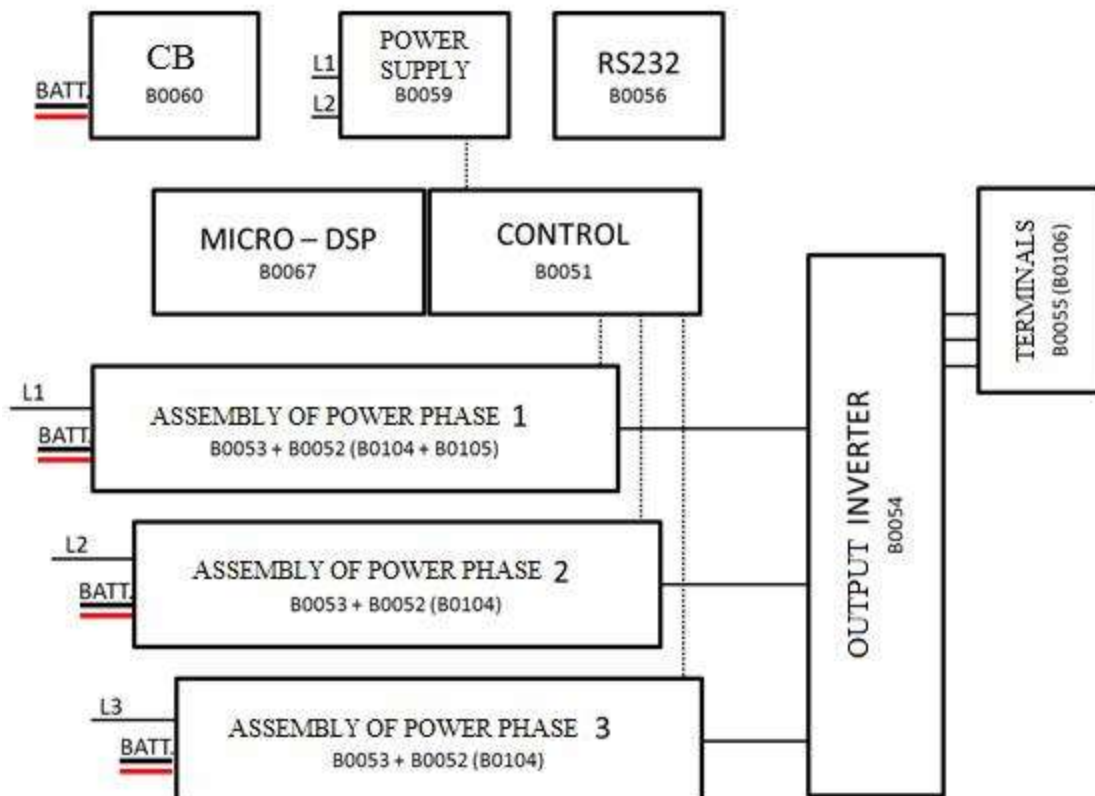 CB
B0060
BATT.
POWER
SUPPLY
B0059
L1
L2
RS232
B0056
MICRO – DSP
B0067
CONTROL
B0051
TERMINALS
B0055 (B0106)
L1
BATT.
ASSEMBLY OF POWER PHASE 1
B0053 + B0052 (B0104 + B0105)
L2
BATT.
ASSEMBLY OF POWER PHASE 2
B0053 + B0052 (B0104)
L3
BATT.
ASSEMBLY OF POWER PHASE 3
B0053 + B0052 (B0104)
OUTPUT INVERTER
B0054